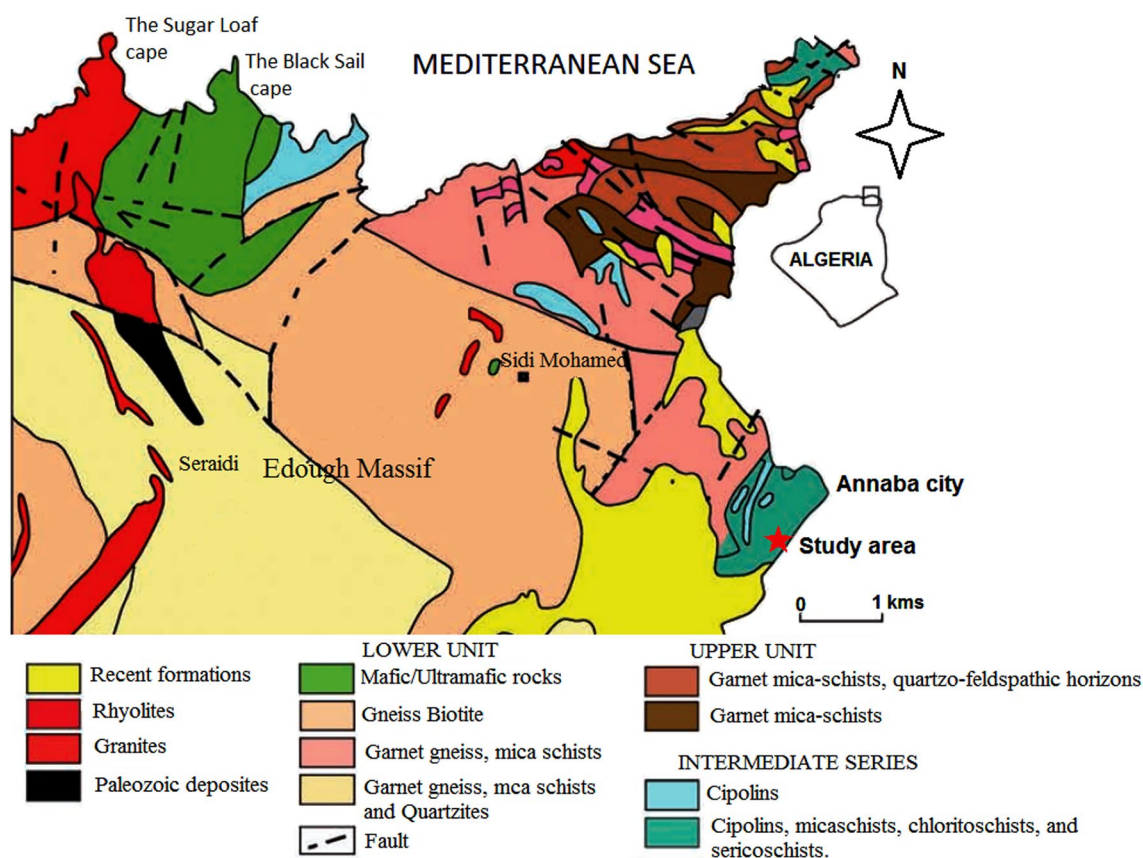 The Sugar Loaf
cape
The Black Sail
cape
MEDITERRANEAN SEA
N
ALGERIA
Sidi Mohamed
Seraidi
Edough Massif
Annaba city
Study area
0 1 kms
Recent formations
Rhyolites
Granites
Paleozoic deposites
LOWER UNIT
Mafic/Ultramafic rocks
Gneiss Biotite
Garnet gneiss, mica schists
Garnet gneiss, mca schists
and Quartzites
Fault
UPPER UNIT
Garnet mica-schists, quartzo-feldspathic horizons
Garnet mica-schists
INTERMEDIATE SERIES
Cipolins
Cipolins, micaschists, chloritoschists, and
sericoschists.